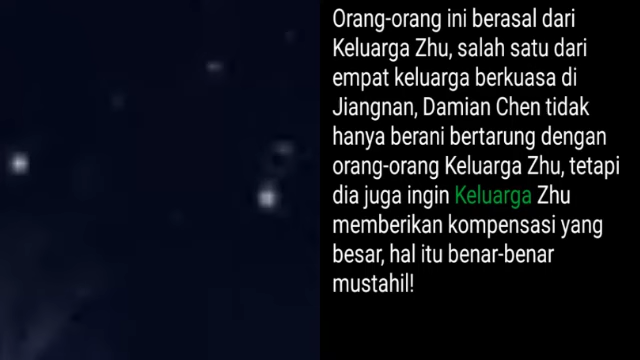 Orang-orang ini berasal dari
Keluarga Zhu, salah satu dari
empat keluarga berkuasa di
Jiangnan, Damian Chen tidak
hanya berani bertarung dengan
orang-orang Keluarga Zhu, tetapi
dia juga ingin Keluarga Zhu
memberikan kompensasi yang
besar, hal itu benar-benar
mustahil!